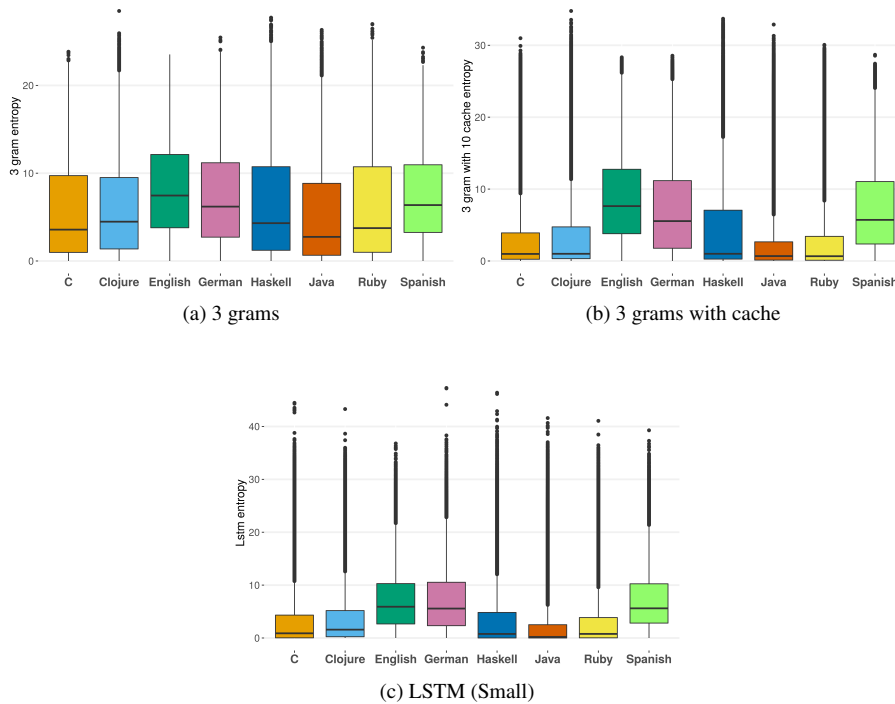 3 gram entropy
20
10
0
C Clojure English German Haskell Java Ruby Spanish
(a) 3 grams
3 gram with 10 cache entropy
30
20
10
0
C Clojure English German Haskell Java Ruby Spanish
(b) 3 grams with cache
Lstm entropy
40
30
20
10
0
C Clojure English German Haskell Java Ruby Spanish
(c) LSTM (Small)